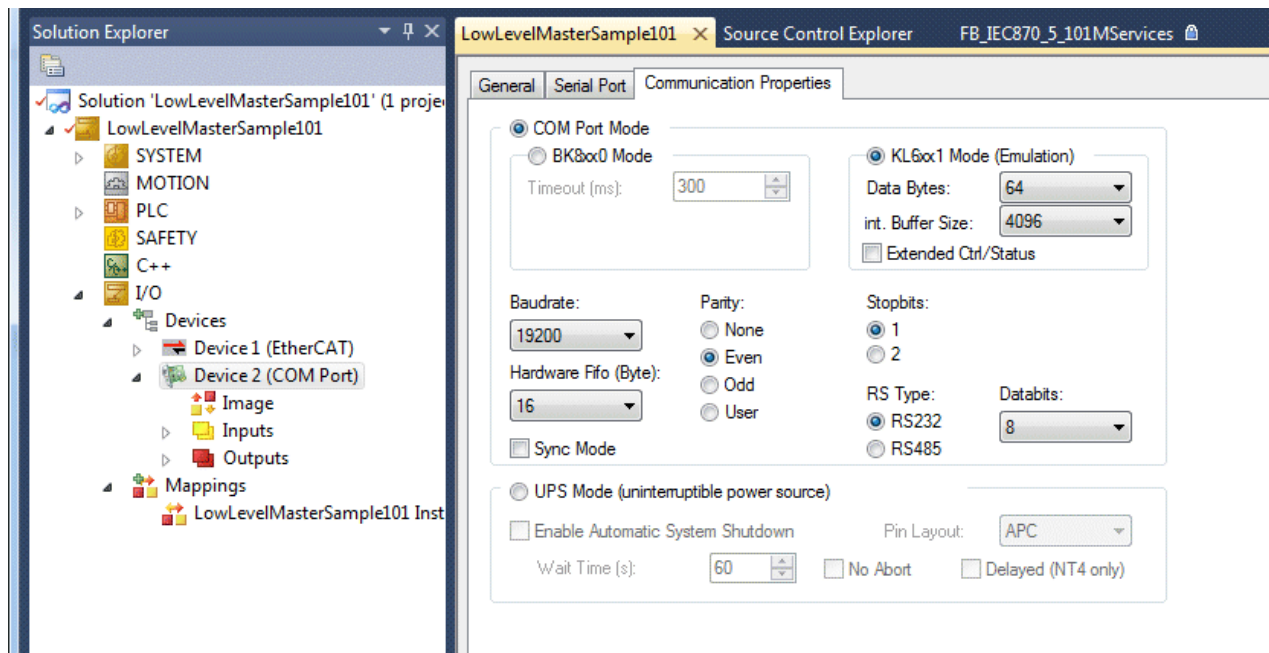 Solution Explorer
Solution 'LowLevelMasterSample101' (1 proje
LowLevelMasterSample101
SYSTEM
MOTION
PLC
SAFETY
C++
I/O
Devices
Device 1 (EtherCAT)
Device 2 (COM Port)
Image
Inputs
Outputs
Mappings
LowLevelMasterSample101 Inst
LowLevelMasterSample101 Source Control Explorer FB_IEC870_5_101MServices
General Serial Port Communication Properties
COM Port Mode
BK8xx0 Mode
Timeout (ms): 300
KL6xx1 Mode (Emulation)
Data Bytes: 64
int. Buffer Size: 4096
Extended Ctrl/Status
Baudrate:
19200
Hardware Fifo (Byte):
16
Sync Mode
Parity:
None
Even
Odd
User
Stopbits:
1
2
RS Type:
RS232
RS485
Databits:
8
UPS Mode (uninterruptible power source)
Enable Automatic System Shutdown Pin Layout: APC
Wait Time (s): 60 No Abort Delayed (NT4 only)